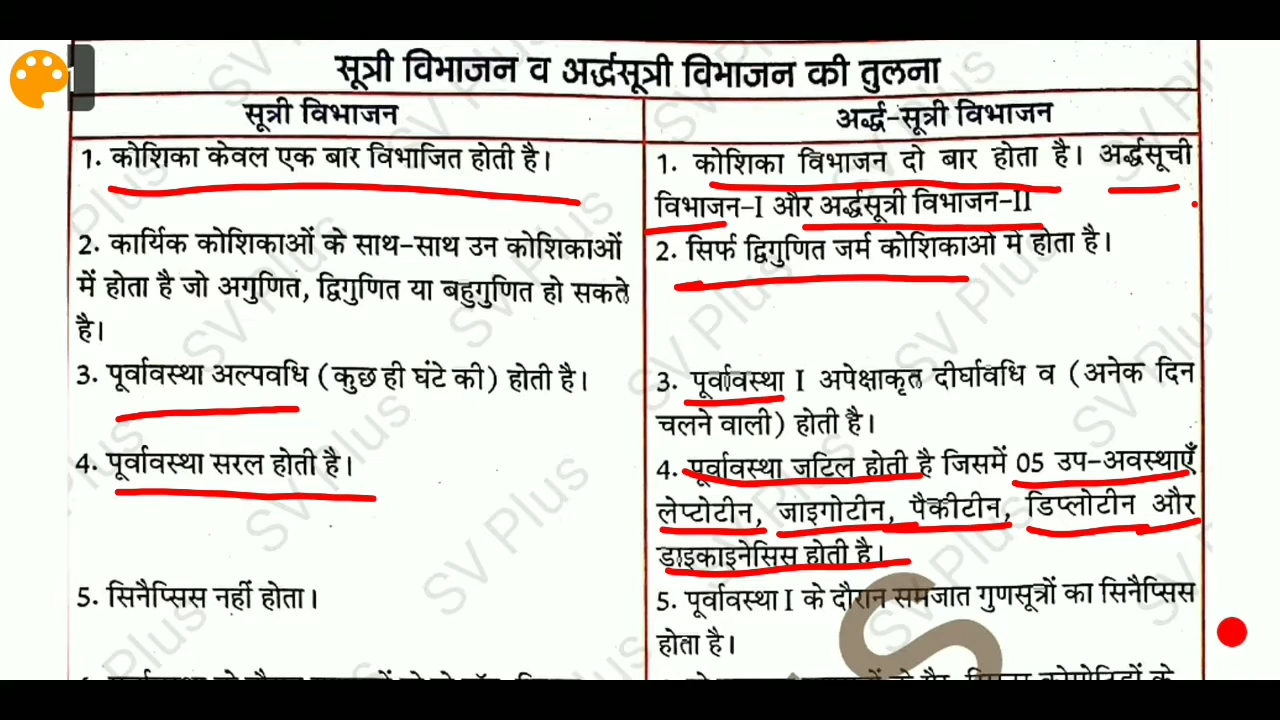 सूत्री विभाजन व अर्द्धसूत्री विभाजन की तुलना
सूत्री विभाजन
1. कोशिका केवल एक बार विभाजित होती है।
2. कार्यिक कोशिकाओं के साथ-साथ उन कोशिकाओं
में होता है जो अगुणित, द्विगुणित या बहुगुणित हो सकते
है।
3. पूर्वावस्था अल्पवधि (कुछ ही घंटे की) होती है।
4. पूर्वावस्था सरल होती है।
5. सिनैप्सिस नहीं होता।
अर्द्ध-सूत्री विभाजन
1. कोशिका विभाजन दो बार होता है। अर्द्धसूची
विभाजन-I और अर्द्धसूत्री विभाजन-II
2. सिर्फ द्विगुणित जर्म कोशिकाओं में होता है।
3. पूर्वावस्था I अपेक्षाकृत दीर्घावधि व (अनेक दिन
चलने वाली) होती है।
4. पूर्वावस्था जटिल होती है जिसमें 05 उप-अवस्थाएँ
लेप्टोटीन, जाइगोटीन, पैकीटीन, डिप्लोटीन और
डाइकाइनेसिस होती है।
5. पूर्वावस्था I के दौरान समजात गुणसूत्रों का सिनैप्सिस
होता है।
SV Plus